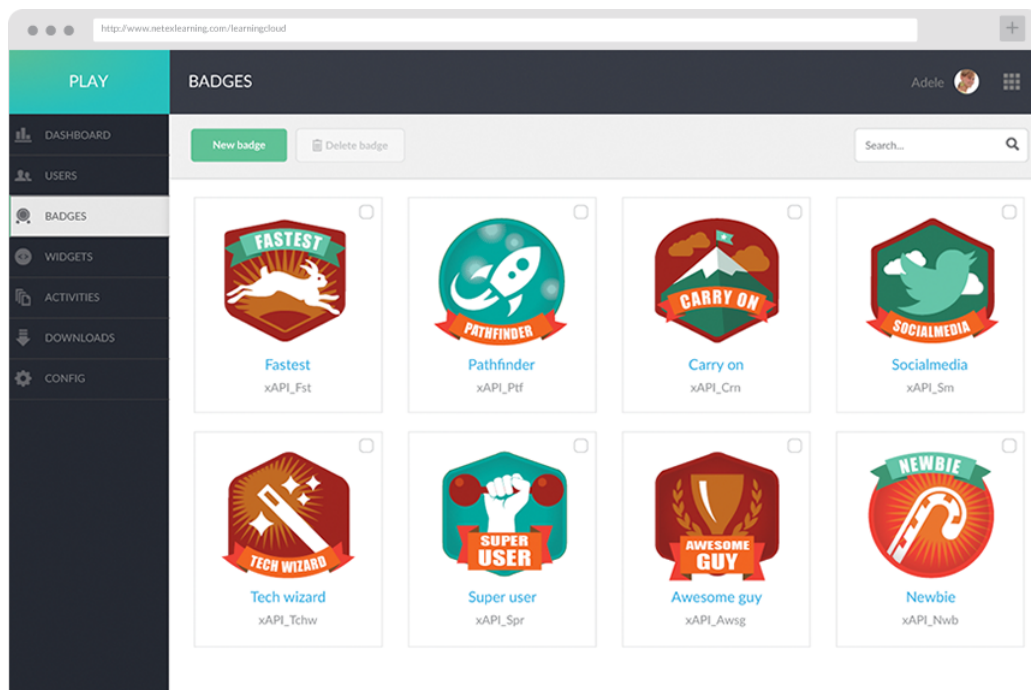 http://www.netexlearning.com/learningcloud
PLAY
BADGES
Adele
DASHBOARD
USERS
BADGES
WIDGETS
ACTIVITIES
DOWNLOADS
CONFIG
New badge
Delete badge
Search...
FASTEST
Fastest
xAPI_Fst
PATHFINDER
Pathfinder
xAPI_Ptf
CARRY ON
Carry on
xAPI_Crn
SOCIALMEDIA
Socialmedia
xAPI_Sm
TECH WIZARD
Tech wizard
xAPI_Tchw
SUPER
USER
Super user
xAPI_Spr
AWESOME
GUY
Awesome guy
xAPI_Awsg
NEWBIE
Newbie
xAPI_Nwb